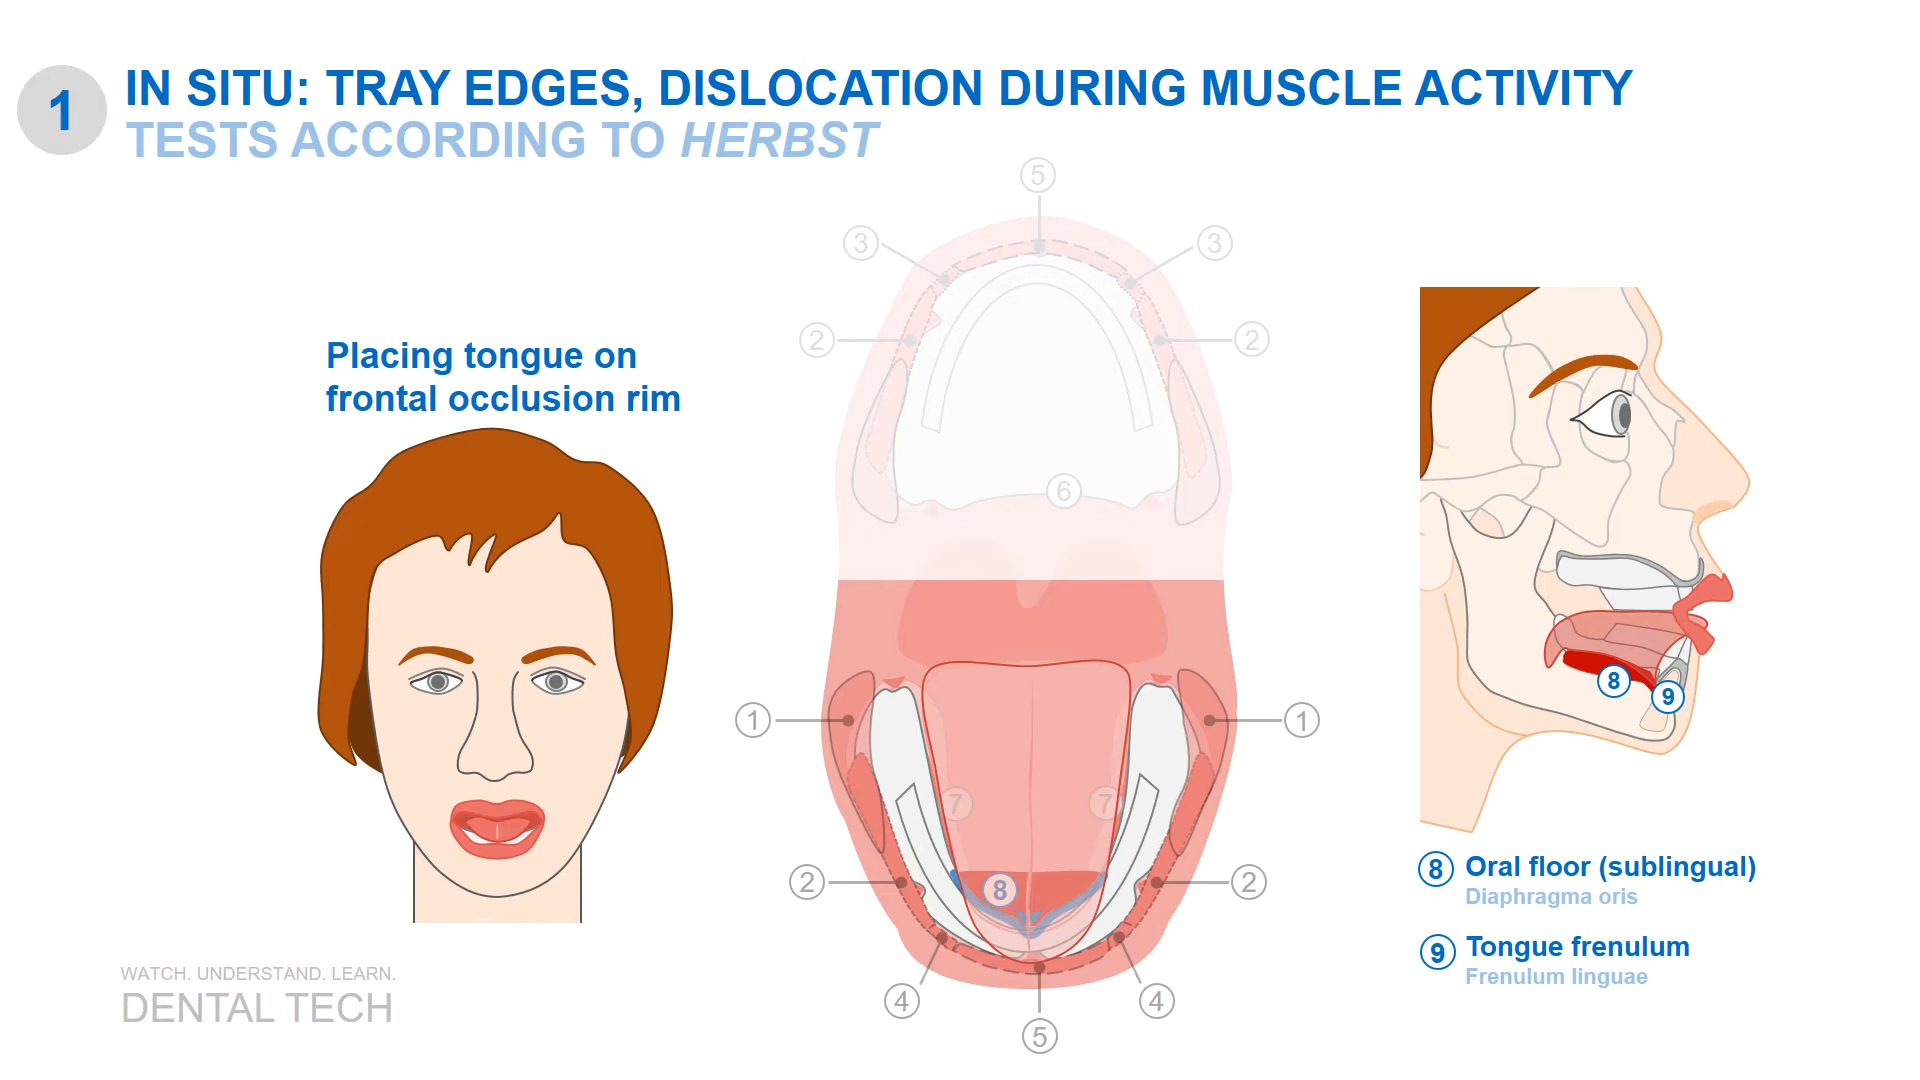 1
IN SITU: TRAY EDGES, DISLOCATION DURING MUSCLE ACTIVITY
TESTS ACCORDING TO HERBST
5
3
3
2
2
6
Placing tongue on
frontal occlusion rim
1
1
7
7
2
8
2
4
4
5
8
9
8 Oral floor (sublingual)
Diaphragma oris
9 Tongue frenulum
Frenulum linguae
WATCH. UNDERSTAND. LEARN.
DENTAL TECH